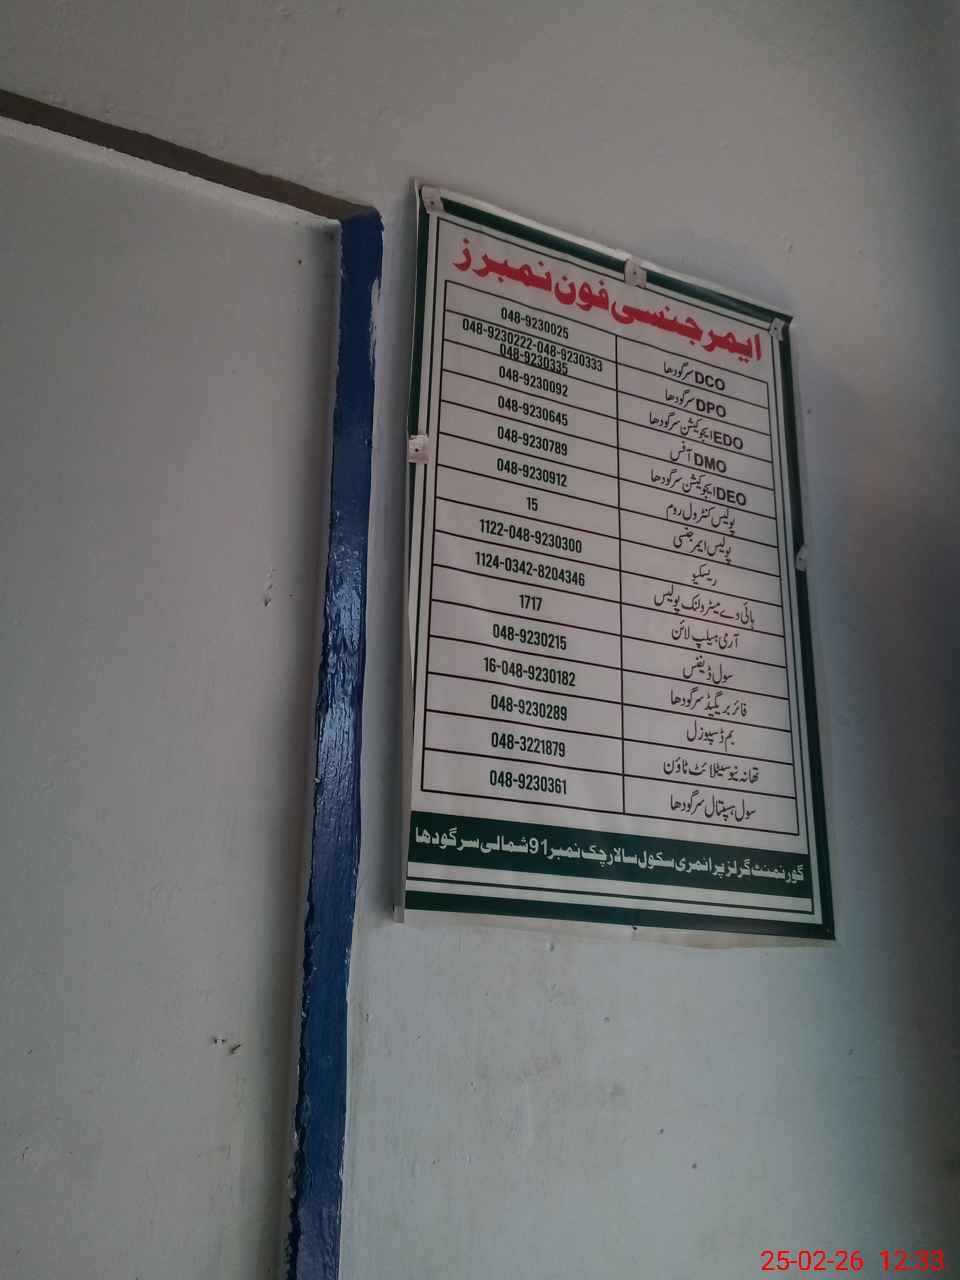 ایمرجنسی فون نمبرز
DCO سرگودھا 048-9230025
DPO سرگودھا 048-9230222-048-9230333
EDO ایجوکیشن سرگودھا 048-9230335
DMO آفس 048-9230092
DEO ایجوکیشن سرگودھا 048-9230645
پولیس کنٹرول روم 048-9230789
پولیس ایمرجنسی 048-9230912
ریسکیو 15
ہائی وے میٹرولنک پولیس 1122-048-9230300
آرمی ہیلپ لائن 1124-0342-8204346
سول ڈیفنس 1717
فائر بریگیڈ سرگودھا 048-9230215
بم ڈسپوزل 16-048-9230182
تھانہ نیو سیٹلائٹ ٹاؤن 048-9230289
سول ہسپتال سرگودھا 048-3221879
048-9230361
گورنمنٹ گرلز پرائمری سکول سالار چک نمبر 91 شمالی سرگودھا
25-02-26 12:33